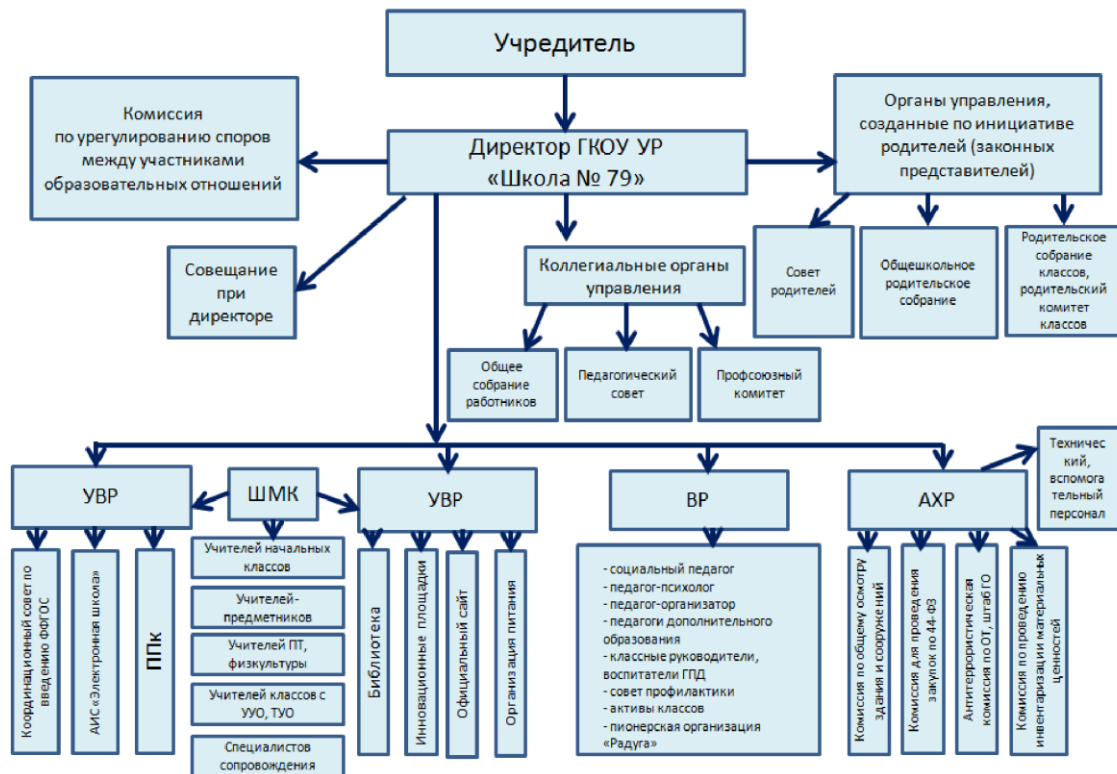 Учредитель
Комиссия
по урегулированию споров
между участниками
образовательных отношений
Директор ГКОУ УР
«Школа № 79»
Органы управления,
созданные по инициативе
родителей (законных
представителей)
Совещание
при
директоре
Коллегиальные органы
управления
Совет
родителей
Общешкольное
родительское
собрание
Родительское
собрание
классов,
родительский
комитет
классов
Общее
собрание
работников
Педагогический
совет
Профсоюзный
комитет
УВР
ШМК
УВР
ВР
АХР
Техничес
кий,
вспомога
тельный
персонал
Координационный совет по
введению ФФГОС
АИС «Электронная школа»
ППк
Учителей начальных
классов
Учителей-
предметников
Учителей ПТ,
физкультуры
Учителей классов с
УУО, ТУО
Специалистов
сопровождения
Библиотека
Инновационные площадки
Официальный сайт
Организация питания
- социальный педагог
- педагог-психолог
- педагог-организатор
- педагоги дополнительного
образования
- классные руководители,
воспитатели ГПД
- совет профилактики
- активы классов
- пионерская организация
«Радуга»
Комиссия по общему осмотру
здания и сооружений
Комиссия для проведения
закупок по 44-ФЗ
Антитеррористическая
комиссия по ОТ, штаб ГО
Комиссия по проведению
инвентаризации материальных
ценностей